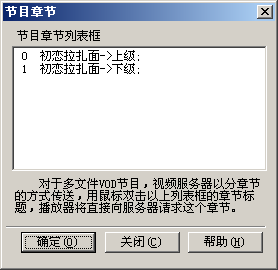 节目章节
节目章节列表框
0 初恋拉扎面->上级;
1 初恋拉扎面->下级;
对于多文件VOD节目，视频服务器以分章节
的方式传送，用鼠标双击以上列表框的章节标
题，播放器将直接向服务器请求这个章节。
确定(O) 关闭(C) 帮助(H)